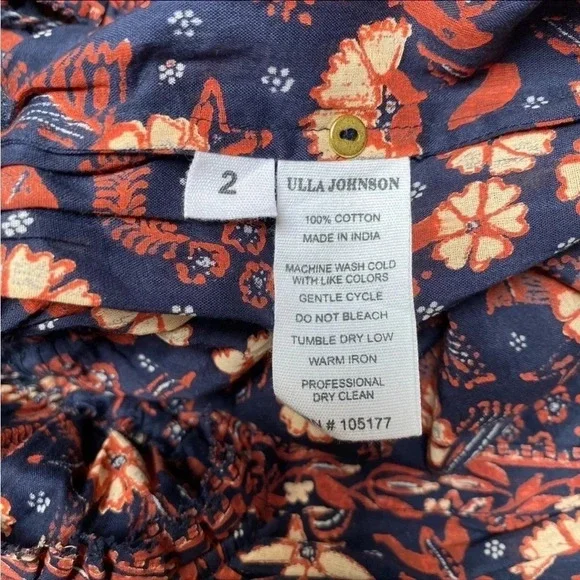 2
ULLA JOHNSON
100% COTTON
MADE IN INDIA
MACHINE WASH COLD
WITH LIKE COLORS
GENTLE CYCLE
DO NOT BLEACH
TUMBLE DRY LOW
WARM IRON
PROFESSIONAL
DRY CLEAN
# 105177